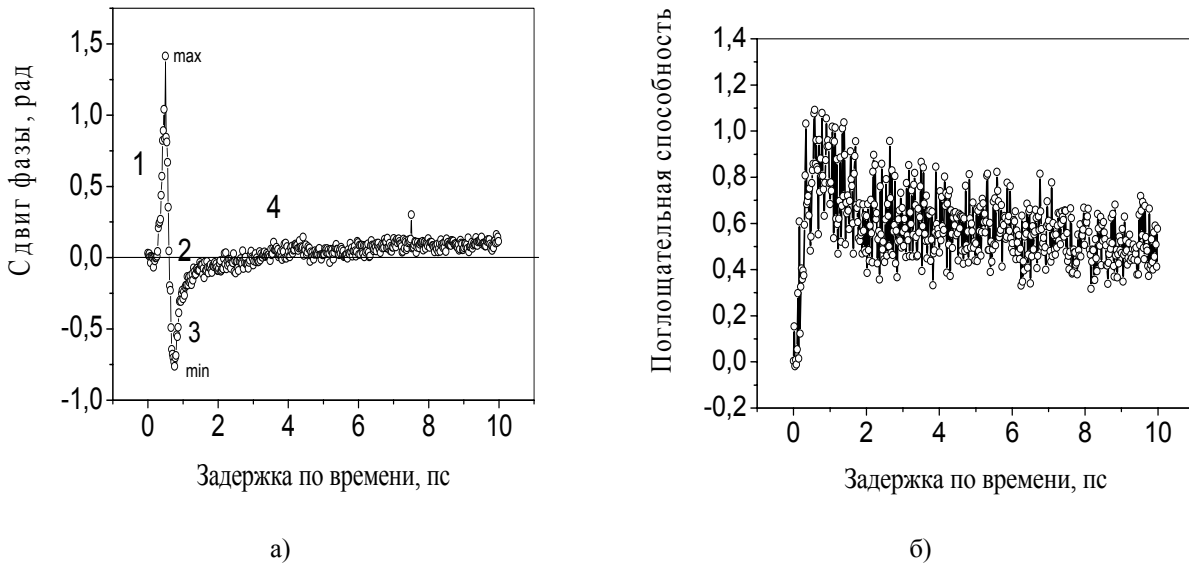 Сдвиг фазы, рад
1,5
1,0
0,5
0,0
-0,5
-1,0
max
1
2
3
4
min
0 2 4 6 8 10
Задержка по времени, пс
а)
Поглощательная способность
1,4
1,2
1,0
0,8
0,6
0,4
0,2
0,0
-0,2
0 2 4 6 8 10
Задержка по времени, пс
б)